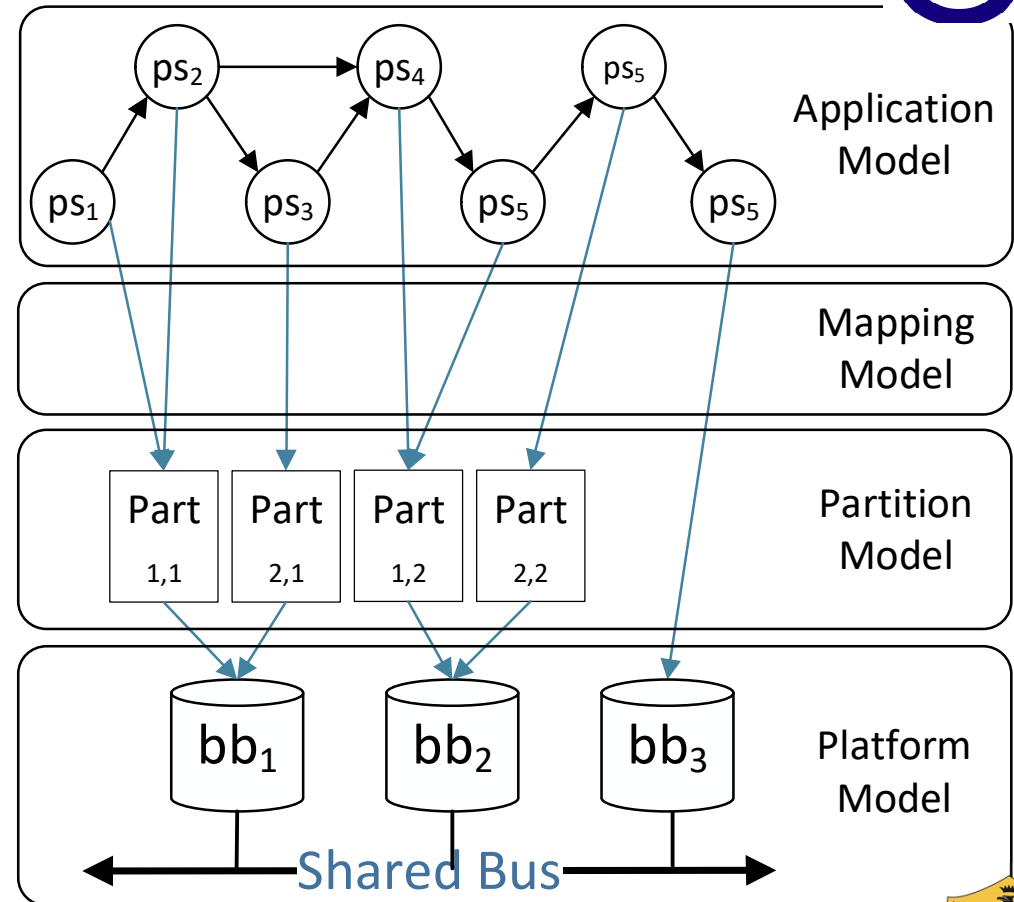 ps₂ ps₄ ps₅
Application
Model
ps₁ ps₃ ps₅ ps₅
Mapping
Model
Part Part Part Part
1,1 2,1 1,2 2,2
Partition
Model
bb₁ bb₂ bb₃
Platform
Model
Shared Bus